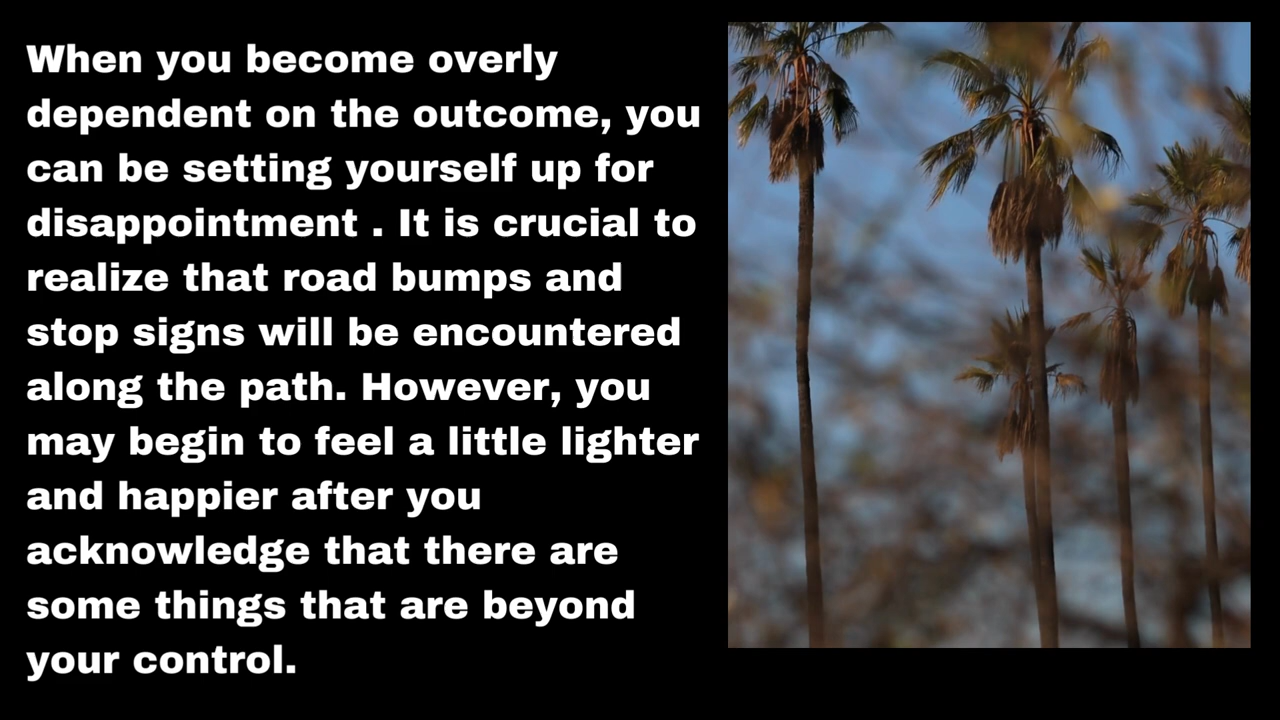 When you become overly
dependent on the outcome, you
can be setting yourself up for
disappointment . It is crucial to
realize that road bumps and
stop signs will be encountered
along the path. However, you
may begin to feel a little lighter
and happier after you
acknowledge that there are
some things that are beyond
your control.